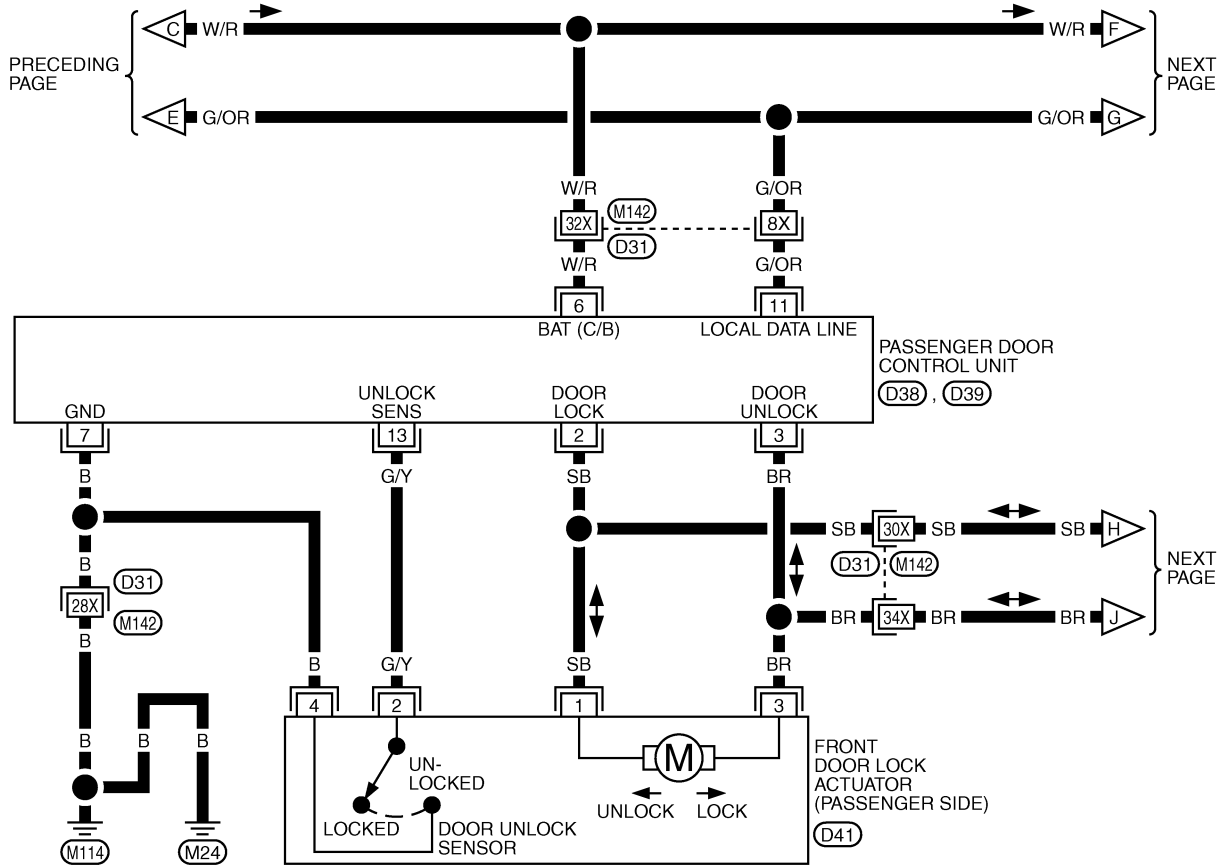 C W/R W/R F
PRECEDING
PAGE
NEXT
PAGE
E G/OR G/OR G
W/R G/OR
32X M142 8X
D31
W/R G/OR
6 11
BAT (C/B) LOCAL DATA LINE
PASSENGER DOOR
CONTROL UNIT
D38 , D39
GND
UNLOCK
SENS
DOOR
LOCK
DOOR
UNLOCK
7 13 2 3
B G/Y SB BR
SB 30X SB SB H
B
D31 M142
NEXT
PAGE
D31
28X
M142
BR 34X BR BR J
B
B G/Y SB BR
4 2 1 3
B B B
M
UN-
LOCKED
UNLOCK LOCK
LOCKED
DOOR UNLOCK
SENSOR
FRONT
DOOR LOCK
ACTUATOR
(PASSENGER SIDE)
D41
M114 M24